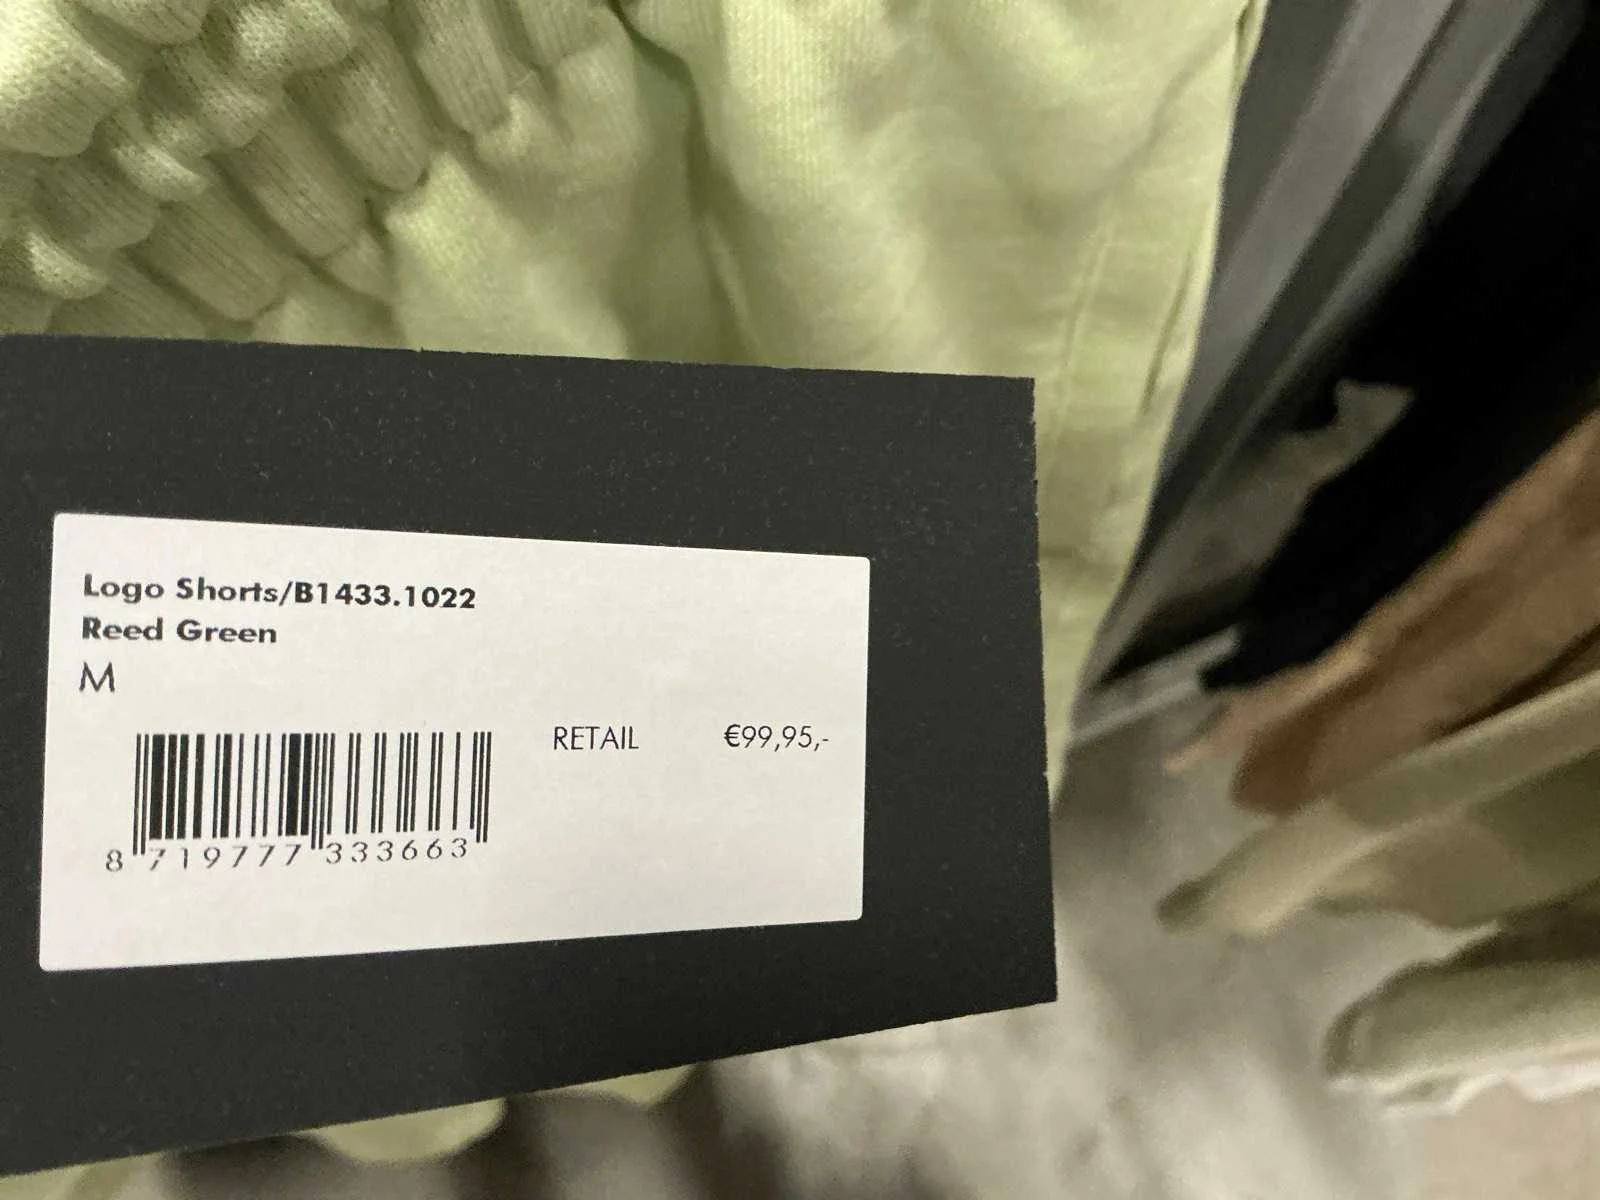 Logo Shorts/B1433.1022
Reed Green
M
RETAIL €99,95,-
8 719777 333663